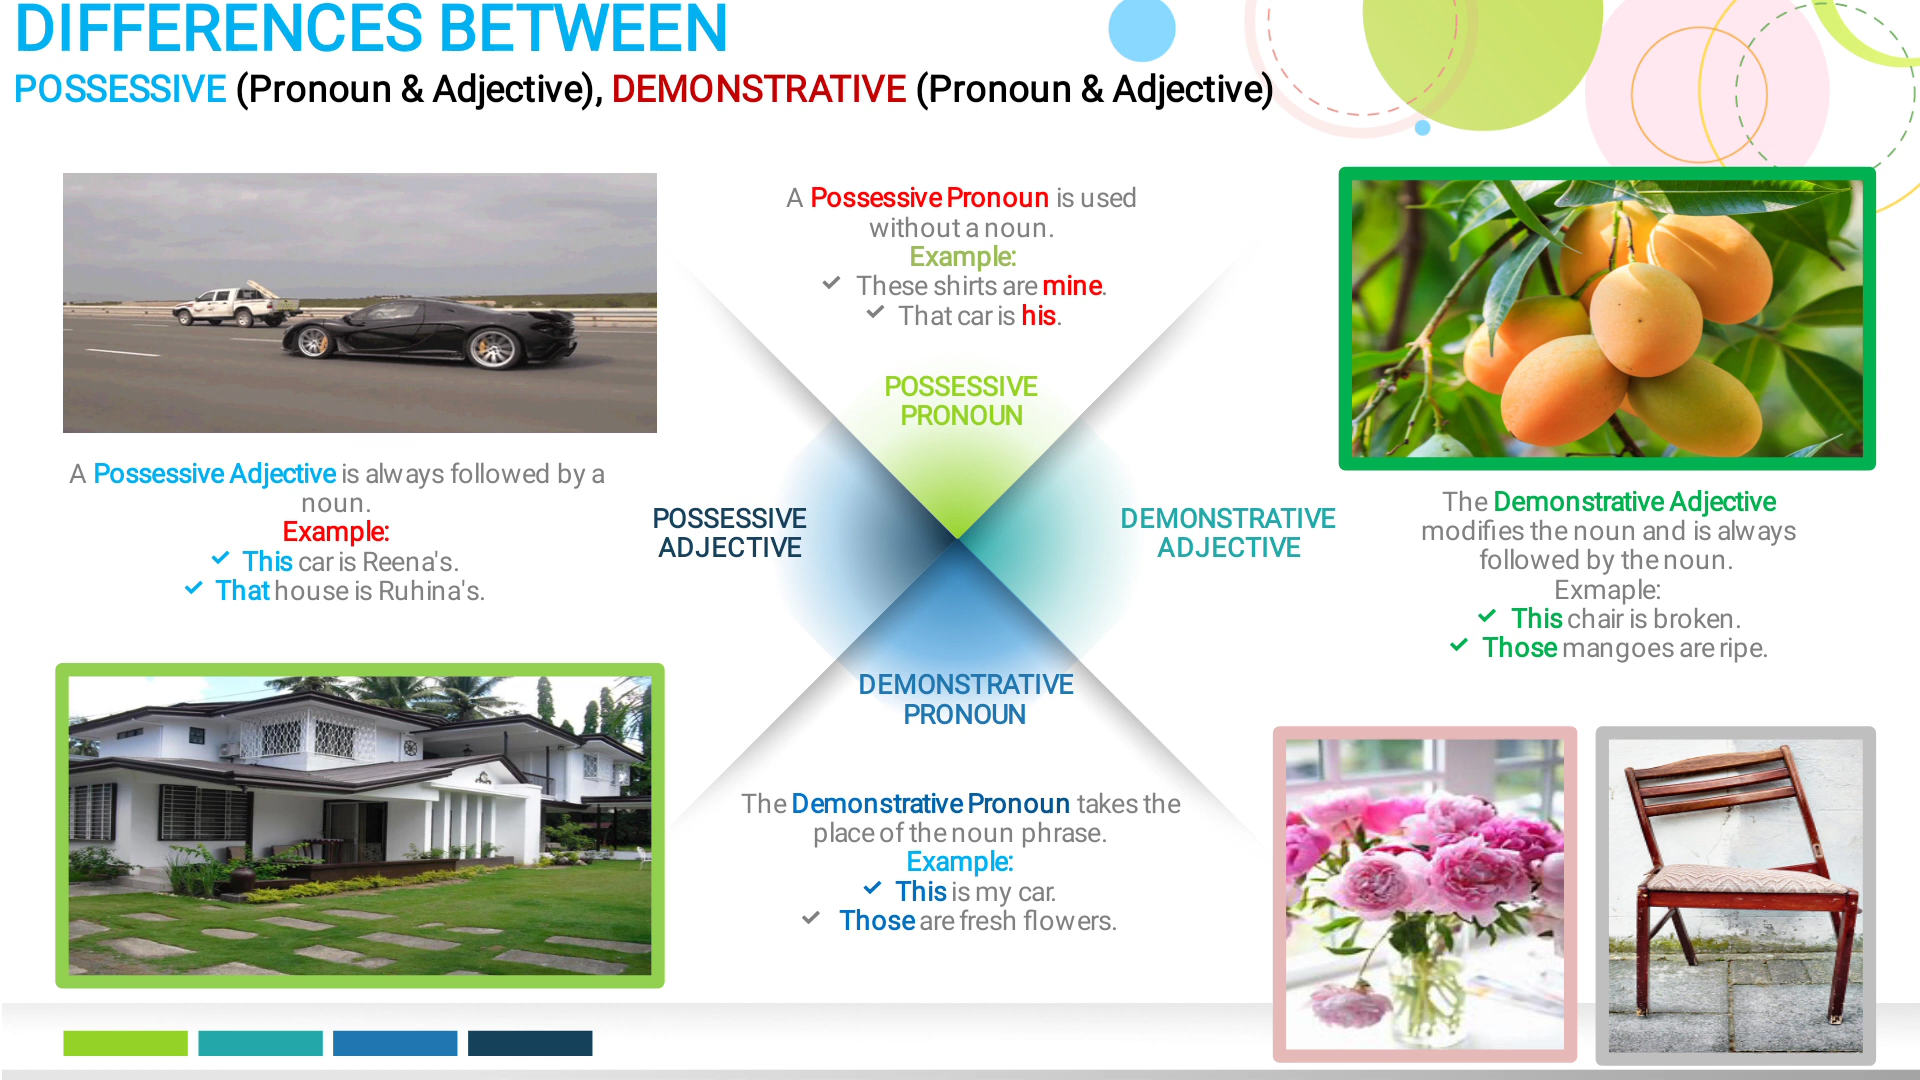 DIFFERENCES BETWEEN
POSSESSIVE (Pronoun & Adjective), DEMONSTRATIVE (Pronoun & Adjective)
A Possessive Pronoun is used
without a noun.
Example:
✓ These shirts are mine.
✓ That car is his.
POSSESSIVE
PRONOUN
A Possessive Adjective is always followed by a
noun.
Example:
✓ This car is Reena's.
✓ That house is Ruhina's.
POSSESSIVE
ADJECTIVE
DEMONSTRATIVE
ADJECTIVE
The Demonstrative Adjective
modifies the noun and is always
followed by the noun.
Exmaple:
✓ This chair is broken.
✓ Those mangoes are ripe.
DEMONSTRATIVE
PRONOUN
The Demonstrative Pronoun takes the
place of the noun phrase.
Example:
✓ This is my car.
✓ Those are fresh flowers.